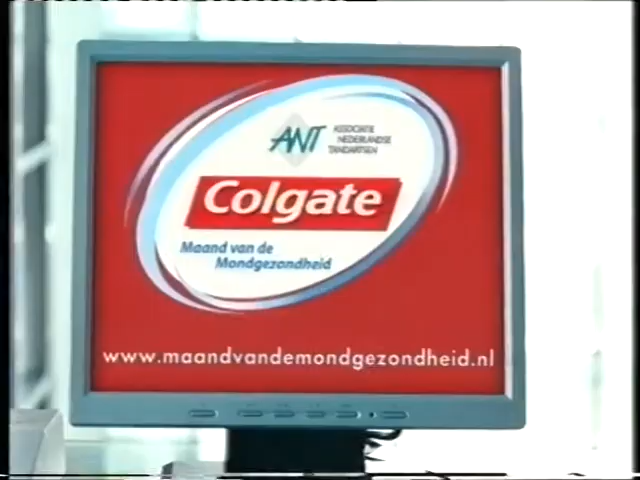 ANT
ASSOCIATIE
NEDERLANDSE
TANDARTSEN
Colgate
Maand van de
Mondgezondheid
www.maandvandemondgezondheid.nl